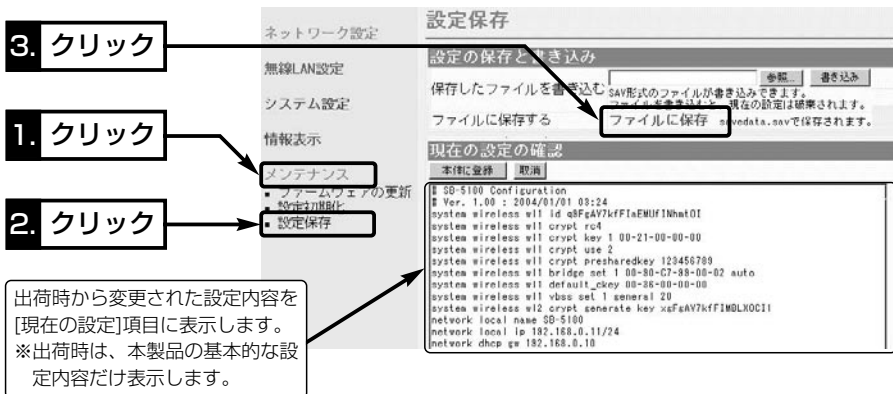 3. クリック
1. クリック
2. クリック
出荷時から変更された設定内容を
[現在の設定]項目に表示します。
※出荷時は、本製品の基本的な設
定内容だけ表示します。
ネットワーク設定
無線LAN設定
システム設定
情報表示
メンテナンス
▪ ファームウェアの更新
▪ 設定初期化
▪ 設定保存
設定保存
設定の保存と書き込み
保存したファイルを書き込む 参照... 書き込み
SAV形式のファイルが書き込みできます。
ファイルを書き込むと、現在の設定は破棄されます。
ファイルに保存する ファイルに保存 savedata.savで保存されます。
現在の設定の確認
本体に登録 取消
# SB-5100 Configuration
# Ver. 1.00 : 2004/01/01 03:24
system wireless wl1 id
system wireless wl1 crypt rc4
system wireless wl1 crypt key 1 00-21-00-00-00
system wireless wl1 crypt use 2
system wireless wl1 crypt presharedkey 123456789
system wireless wl1 bridge set 1 auto
system wireless wl1 default_ckey 00-36-00-00-00
system wireless wl1 vbss set 1 general 20
system wireless wl2 crypt generate key
network local name SB-5100
network local ip 192.168.0.11/24
network dhcp gw 192.168.0.10